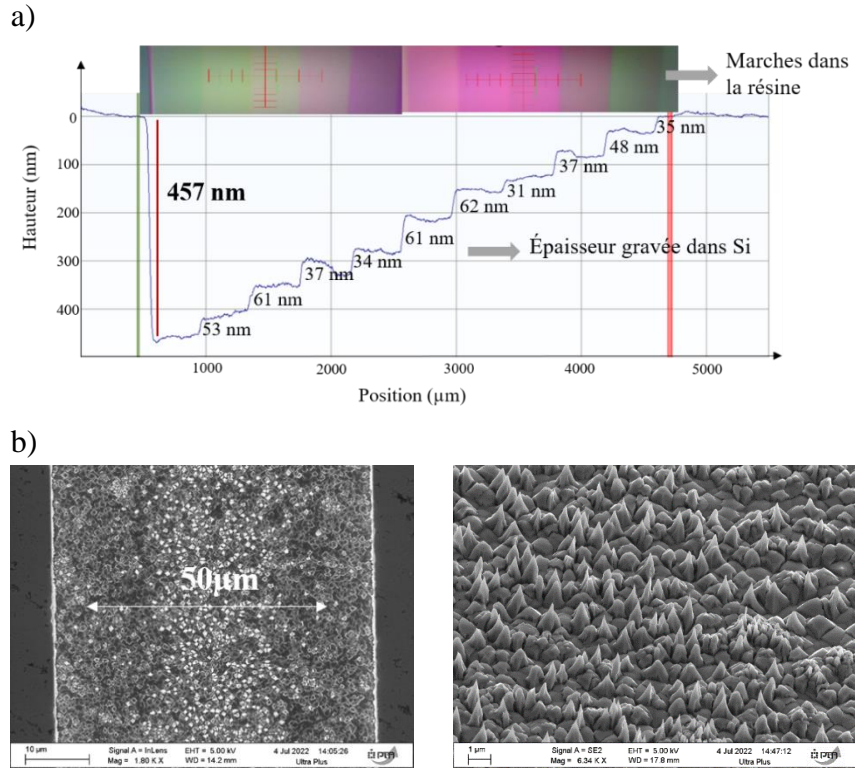 a)
Marches dans
la résine
Hauteur (nm)
0
100
200
300
400
457 nm
53 nm
61 nm
37 nm
34 nm
61 nm
62 nm
31 nm
37 nm
48 nm
35 nm
Épaisseur gravée dans Si
1000
2000
3000
4000
5000
Position (µm)
b)
50µm
10 µm
Signal A = InLens
EHT = 5.00 kV
4 Jul 2022
14:05:26
Mag = 1.80 K X
WD = 14.2 mm
Ultra Plus
ipm
1 µm
Signal A = SE2
EHT = 5.00 kV
4 Jul 2022
14:47:12
Mag = 6.34 K X
WD = 17.8 mm
Ultra Plus
ipm